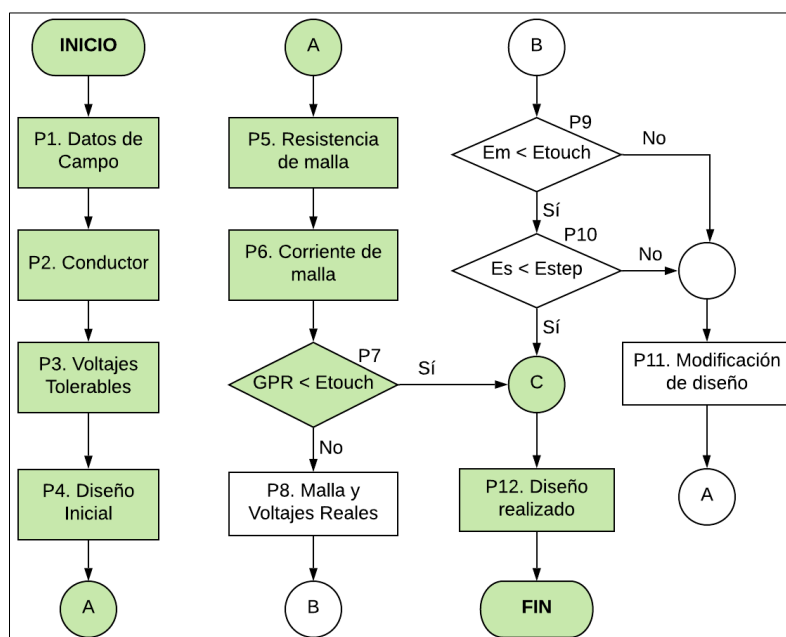 INICIO
P1. Datos de
Campo
P2. Conductor
P3. Voltajes
Tolerables
P4. Diseño
Inicial
A
A
P5. Resistencia
de malla
P6. Corriente de
malla
P7
GPR < Etouch
Sí
No
P8. Malla y
Voltajes Reales
B
B
P9
Em < Etouch
No
Sí
P10
Es < Estep
No
Sí
C
P12. Diseño
realizado
FIN
P11. Modificación
de diseño
A